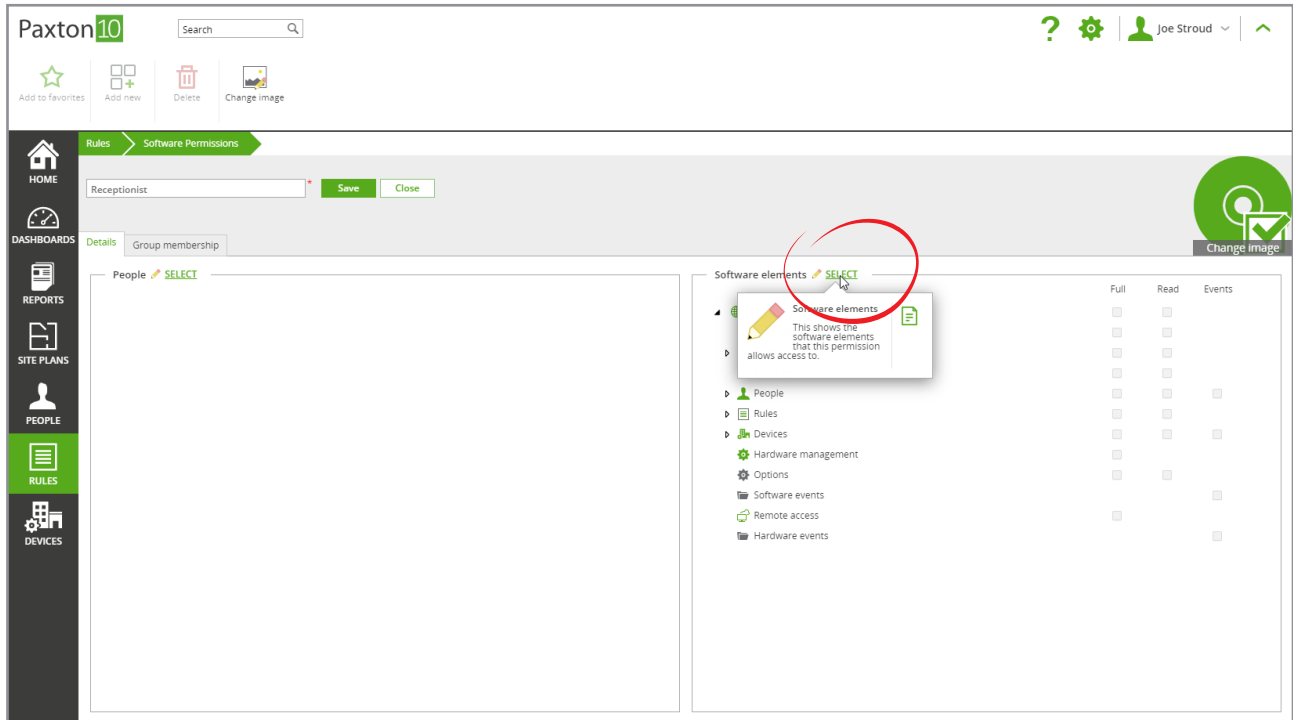 Paxton 10
Search
Joe Stroud
Add to favorites
Add new
Delete
Change image
Rules
Software Permissions
HOME
Receptionist
*
Save
Close
DASHBOARDS
Change image
Details
Group membership
People SELECT
Software elements SELECT
REPORTS
Full Read Events
Software elements
This shows the
software elements
that this permission
allows access to.
SITE PLANS
People
PEOPLE
Rules
Devices
Hardware management
RULES
Options
Software events
Remote access
DEVICES
Hardware events